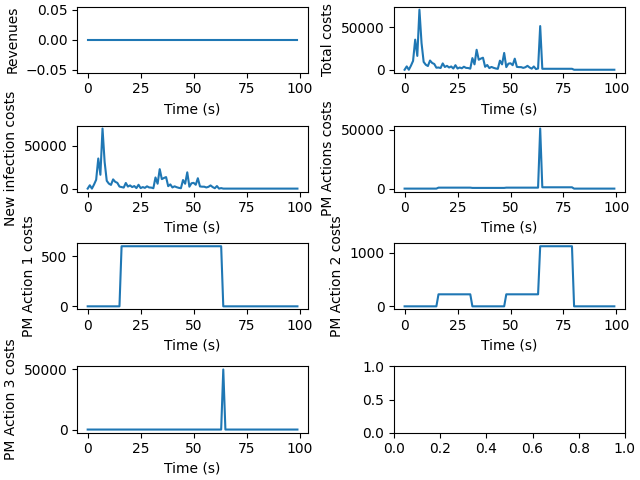 Revenues
0.05
0.00
−0.05
0 25 50 75 100
Time (s)
Total costs
50000
0
0 25 50 75 100
Time (s)
New infection costs
50000
0
0 25 50 75 100
Time (s)
PM Actions costs
50000
0
0 25 50 75 100
Time (s)
PM Action 1 costs
500
0
0 25 50 75 100
Time (s)
PM Action 2 costs
1000
0
0 25 50 75 100
Time (s)
PM Action 3 costs
50000
0
0 25 50 75 100
Time (s)
1.0
0.5
0.0
0.0 0.2 0.4 0.6 0.8 1.0